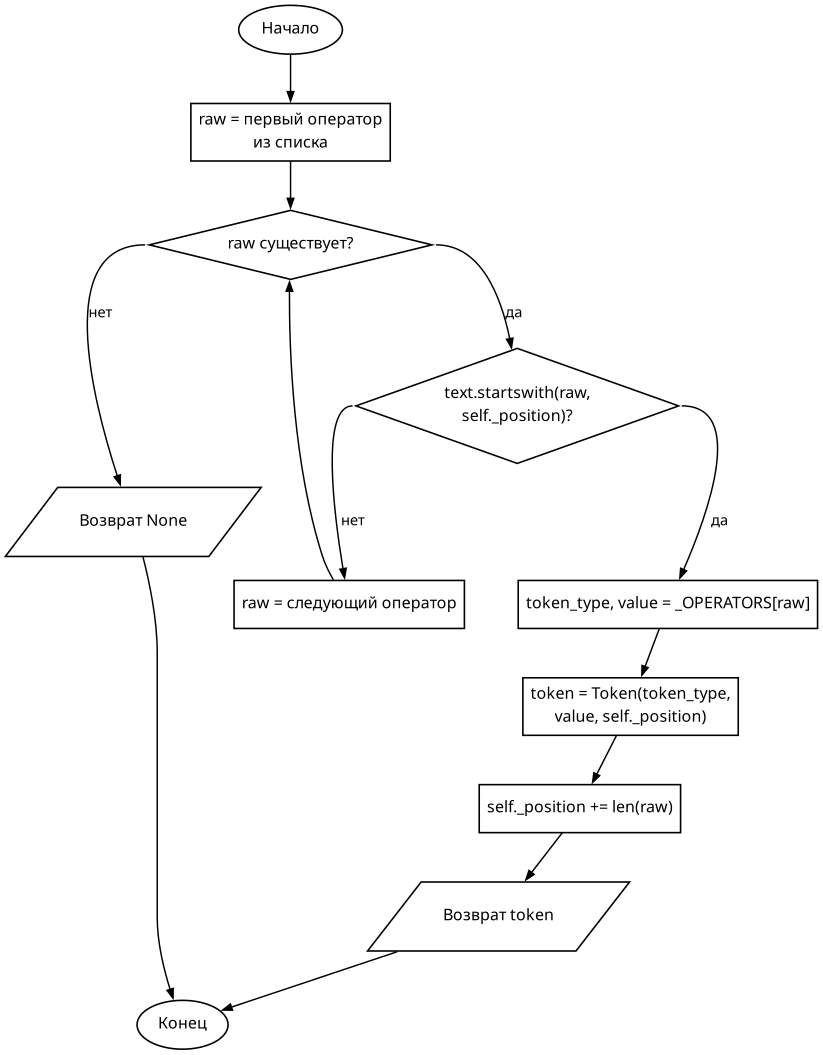 Начало
raw = первый оператор
из списка
raw существует?
нет
да
text.startswith(raw,
self._position)?
Возврат None
нет
да
raw = следующий оператор
token_type, value = _OPERATORS[raw]
token = Token(token_type,
value, self._position)
self._position += len(raw)
Возврат token
Конец